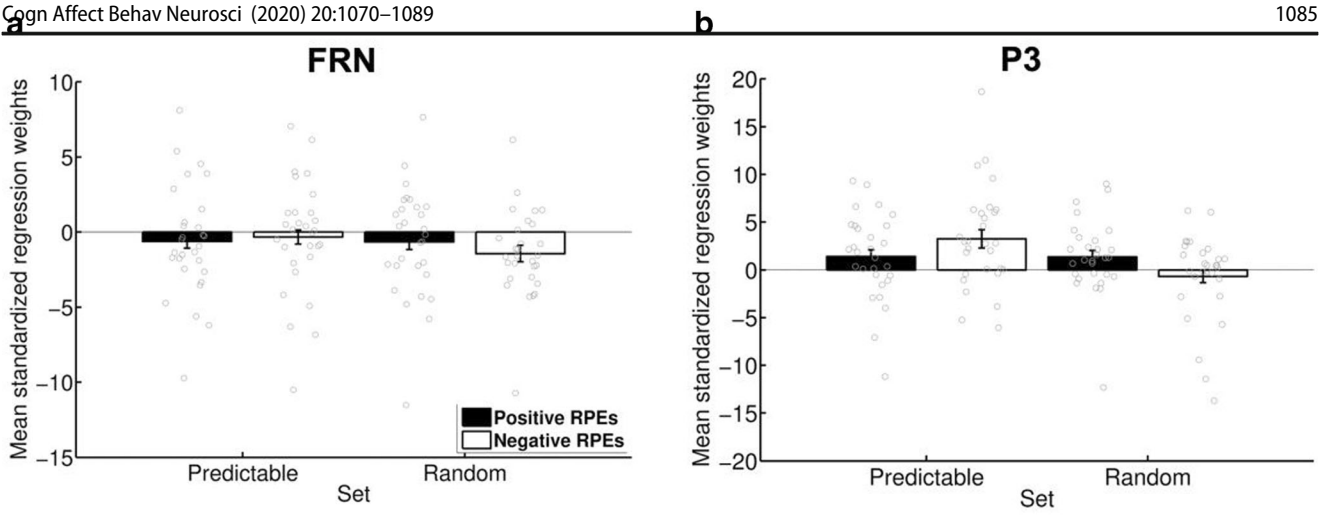 Cogn Affect Behav Neurosci (2020) 20:1070–1089
1085
a
FRN
Mean standardized regression weights
10
5
0
−5
−10
−15
Positive RPEs
Negative RPEs
Predictable
Random
Set
b
P3
Mean standardized regression weights
20
15
10
5
0
−5
−10
−15
−20
Predictable
Random
Set